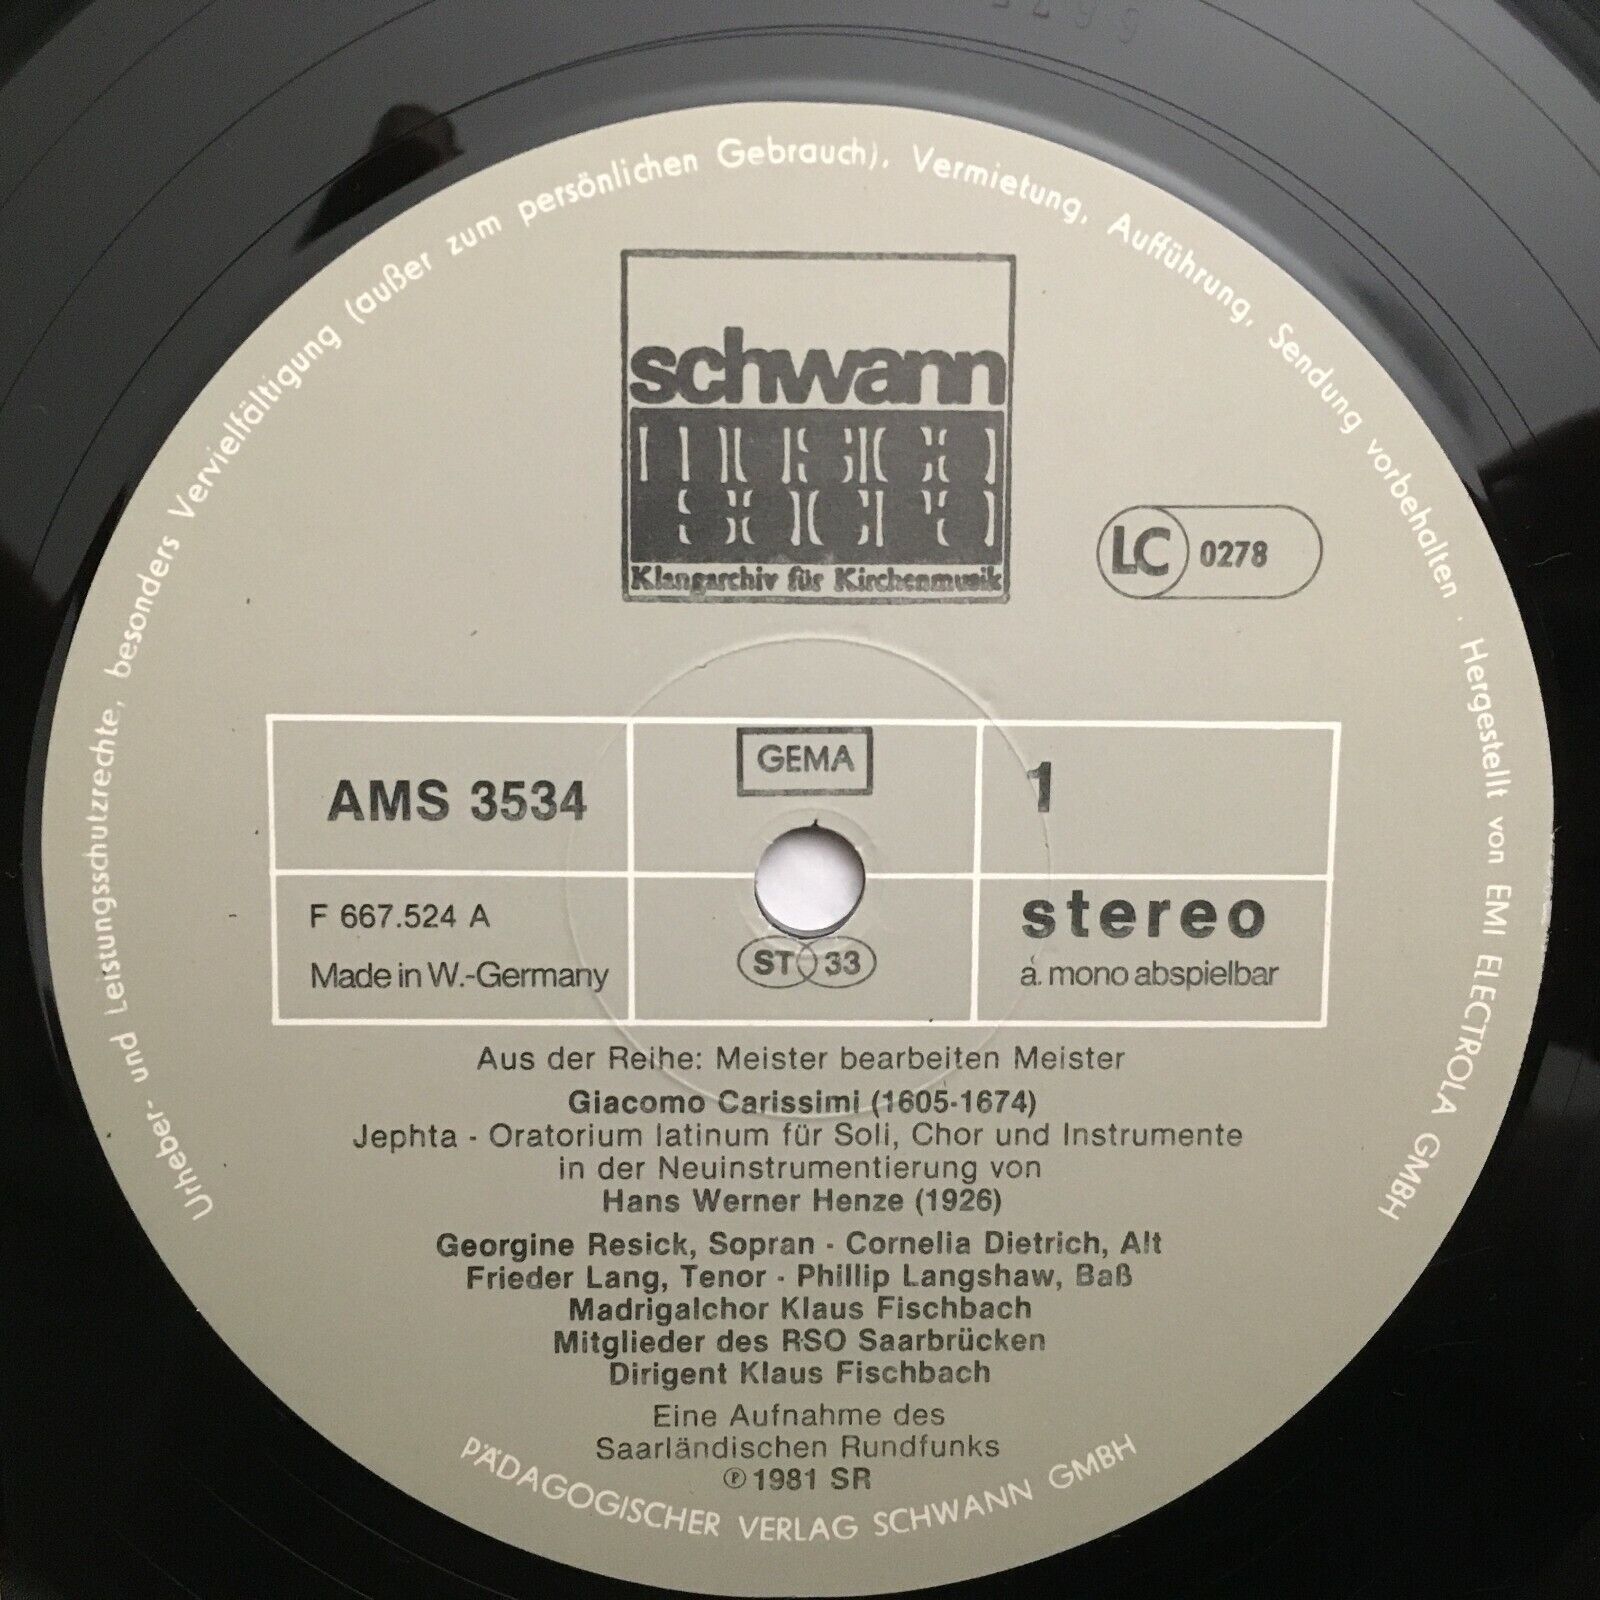 Urheber- und Leistungsschutzrechte, besonders Vervielfältigung (außer zum persönlichen Gebrauch), Vermietung, Aufführung, Sendung vorbehalten . Hergestellt von EMI ELECTROLA GMBH
schwann
Klangarchiv für Kirchenmusik
LC 0278
AMS 3534
GEMA
1
F 667.524 A
Made in W.-Germany
ST 33
stereo
a. mono abspielbar
Aus der Reihe: Meister bearbeiten Meister
Giacomo Carissimi (1605-1674)
Jephta - Oratorium latinum für Soli, Chor und Instrumente
in der Neuinstrumentierung von
Hans Werner Henze (1926)
Georgine Resick, Sopran · Cornelia Dietrich, Alt
Frieder Lang, Tenor · Phillip Langshaw, Baß
Madrigalchor Klaus Fischbach
Mitglieder des RSO Saarbrücken
Dirigent Klaus Fischbach
Eine Aufnahme des
Saarländischen Rundfunks
℗ 1981 SR
PÄDAGOGISCHER VERLAG SCHWANN GMBH